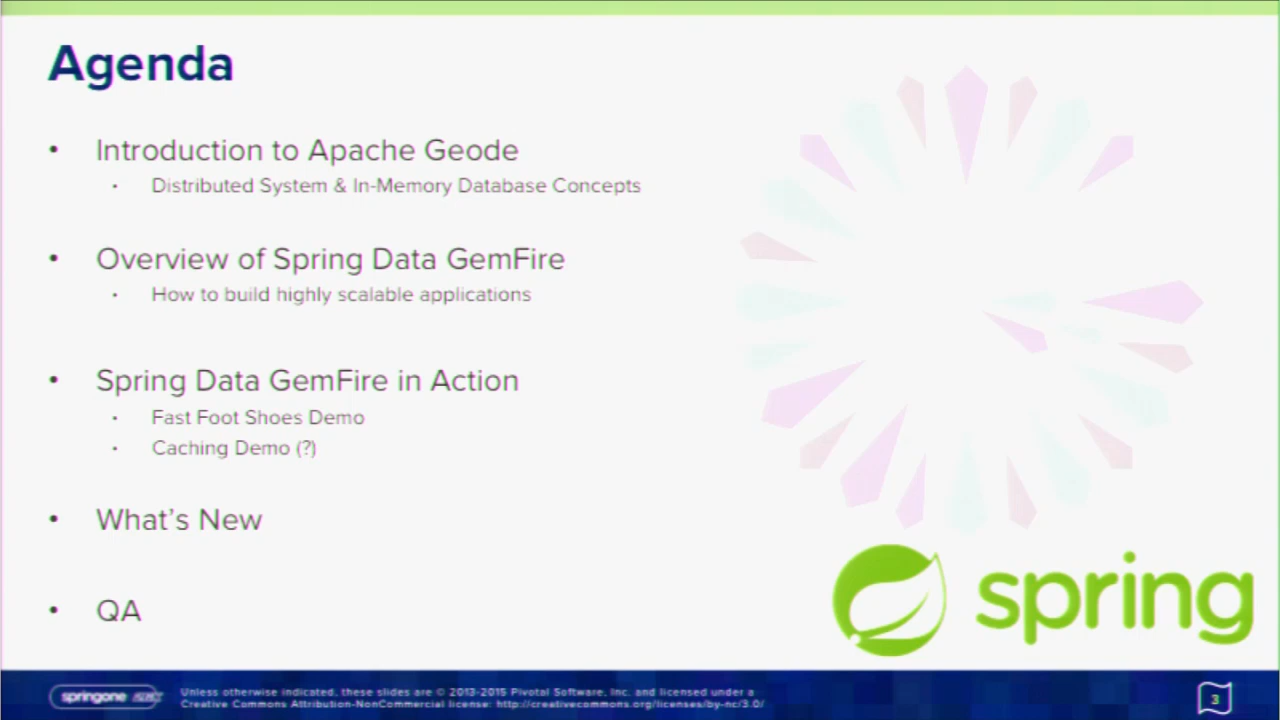 Agenda
• Introduction to Apache Geode
• Distributed System & In-Memory Database Concepts
• Overview of Spring Data GemFire
• How to build highly scalable applications
• Spring Data GemFire in Action
• Fast Foot Shoes Demo
• Caching Demo (?)
• What's New
• QA
spring
springone
Unless otherwise indicated, these slides are © 2013-2015 Pivotal Software, Inc. and licensed under a
Creative Commons Attribution-NonCommercial license: http://creativecommons.org/licenses/by-nc/3.0/
3